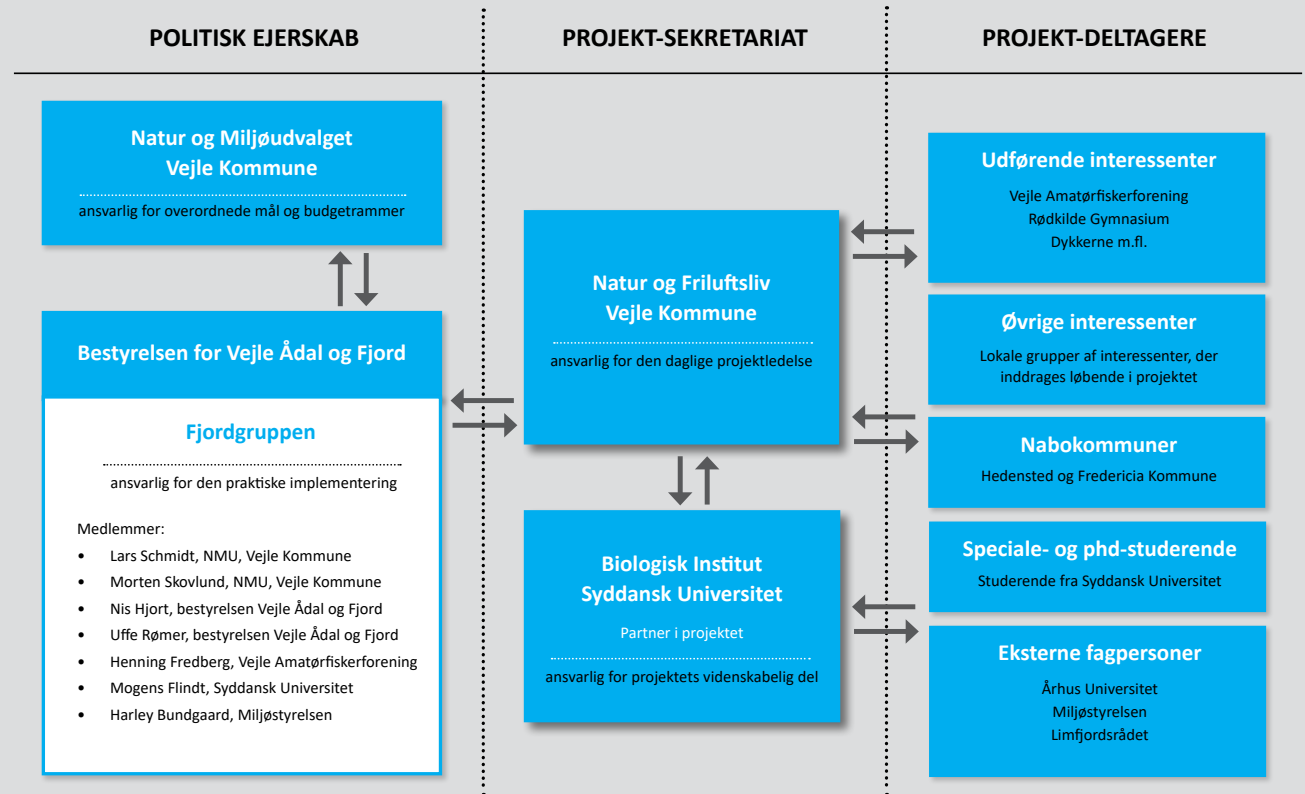 POLITISK EJERSKAB
Natur og Miljøudvalget
Vejle Kommune
ansvarlig for overordnede mål og budgetrammer
Bestyrelsen for Vejle Ådal og Fjord
Fjordgruppen
ansvarlig for den praktiske implementering
Medlemmer:
• Lars Schmidt, NMU, Vejle Kommune
• Morten Skovlund, NMU, Vejle Kommune
• Nis Hjort, bestyrelsen Vejle Ådal og Fjord
• Uffe Rømer, bestyrelsen Vejle Ådal og Fjord
• Henning Fredberg, Vejle Amatørfiskerforening
• Mogens Flindt, Syddansk Universitet
• Harley Bundgaard, Miljøstyrelsen
PROJEKT-SEKRETARIAT
Natur og Friluftsliv
Vejle Kommune
ansvarlig for den daglige projektledelse
Biologisk Institut
Syddansk Universitet
Partner i projektet
ansvarlig for projektets videnskabelig del
PROJEKT-DELTAGERE
Udførende interessenter
Vejle Amatørfiskerforening
Rødkilde Gymnasium
Dykkerne m.fl.
Øvrige interessenter
Lokale grupper af interessenter, der
inddrages løbende i projektet
Nabokommuner
Hedensted og Fredericia Kommune
Speciale- og phd-studerende
Studerende fra Syddansk Universitet
Eksterne fagpersoner
Århus Universitet
Miljøstyrelsen
Limfjordsrådet